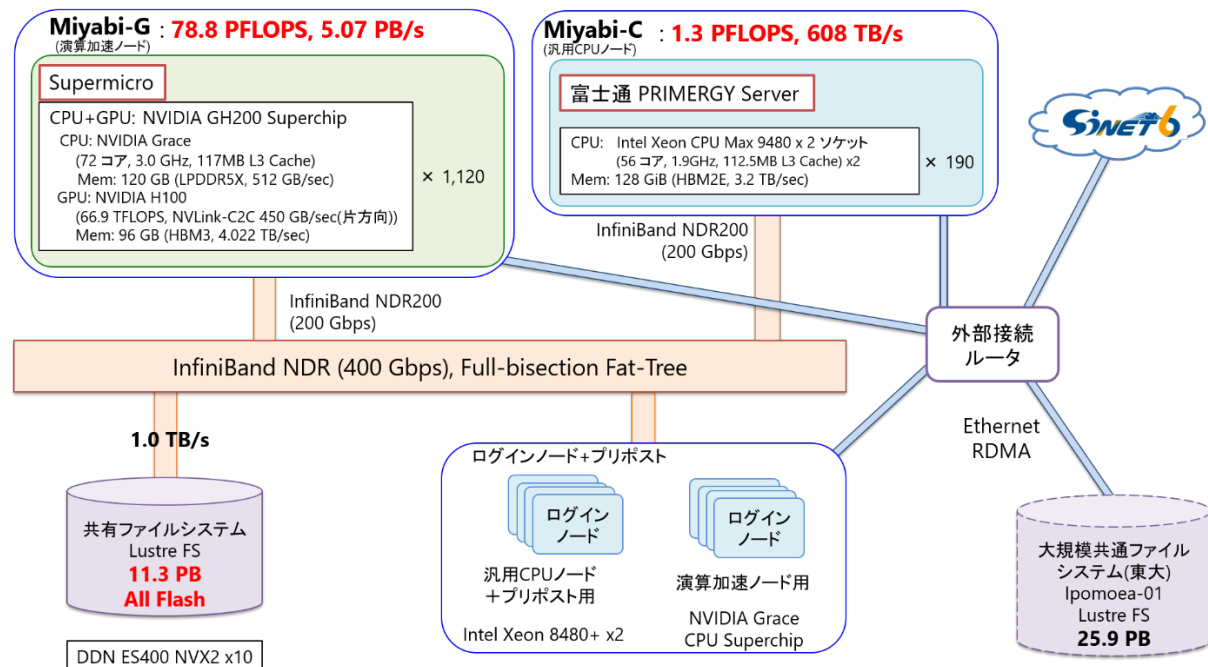 Miyabi-G : 78.8 PFLOPS, 5.07 PB/s
(演算加速ノード)
Supermicro
CPU+GPU: NVIDIA GH200 Superchip
CPU: NVIDIA Grace
(72 コア, 3.0 GHz, 117MB L3 Cache)
Mem: 120 GB (LPDDR5X, 512 GB/sec)
GPU: NVIDIA H100
(66.9 TFLOPS, NVLink-C2C 450 GB/sec(片方向))
Mem: 96 GB (HBM3, 4.022 TB/sec)
× 1,120
Miyabi-C : 1.3 PFLOPS, 608 TB/s
(汎用CPUノード)
富士通 PRIMERGY Server
CPU: Intel Xeon CPU Max 9480 x 2 ソケット
(56 コア, 1.9GHz, 112.5MB L3 Cache) x2
Mem: 128 GiB (HBM2E, 3.2 TB/sec)
× 190
SINET6
InfiniBand NDR200
(200 Gbps)
InfiniBand NDR200
(200 Gbps)
外部接続
ルータ
InfiniBand NDR (400 Gbps), Full-bisection Fat-Tree
1.0 TB/s
Ethernet
RDMA
共有ファイルシステム
Lustre FS
11.3 PB
All Flash
DDN ES400 NVX2 x10
ログインノード+プリポスト
ログイン
ノード
汎用CPUノード
+プリポスト用
Intel Xeon 8480+ x2
ログイン
ノード
演算加速ノード用
NVIDIA Grace
CPU Superchip
大規模共通ファイル
システム(東大)
Ipomoea-01
Lustre FS
25.9 PB